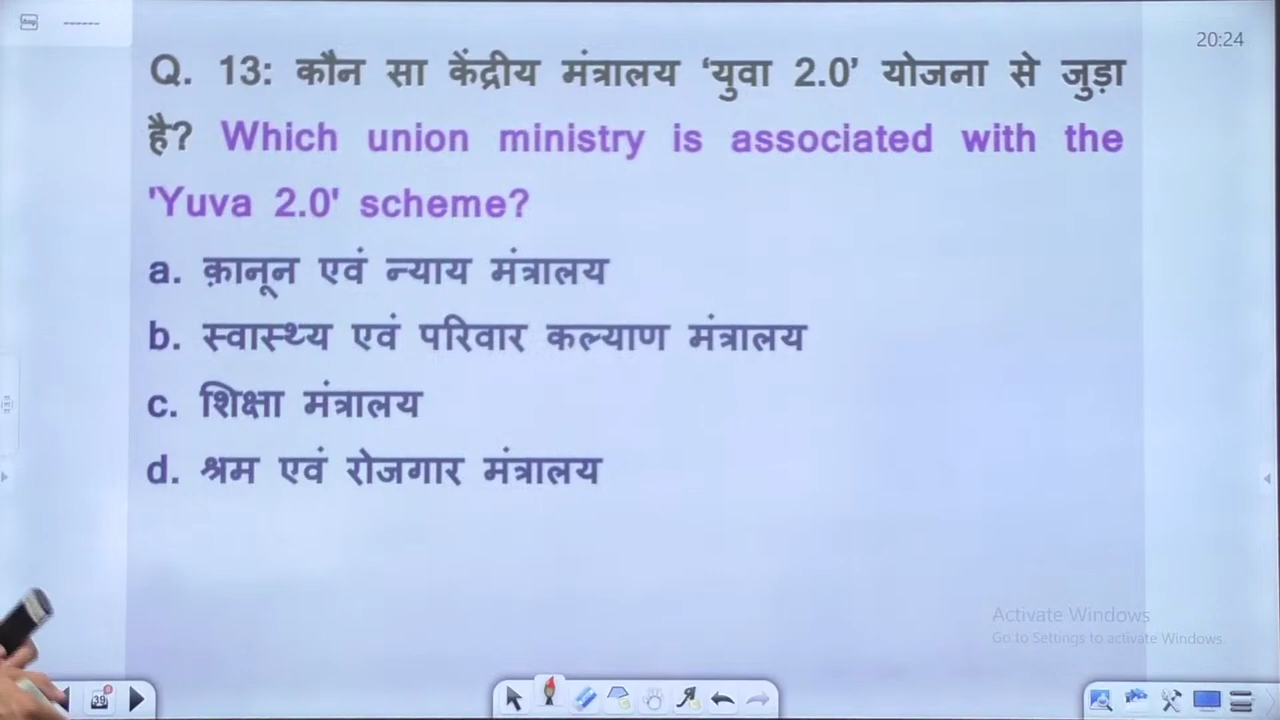 20:24
Q. 13: कौन सा केंद्रीय मंत्रालय ‘युवा 2.0’ योजना से जुड़ा
है? Which union ministry is associated with the
'Yuva 2.0' scheme?
a. क़ानून एवं न्याय मंत्रालय
b. स्वास्थ्य एवं परिवार कल्याण मंत्रालय
c. शिक्षा मंत्रालय
d. श्रम एवं रोजगार मंत्रालय
Activate Windows
Go to Settings to activate Windows.
39